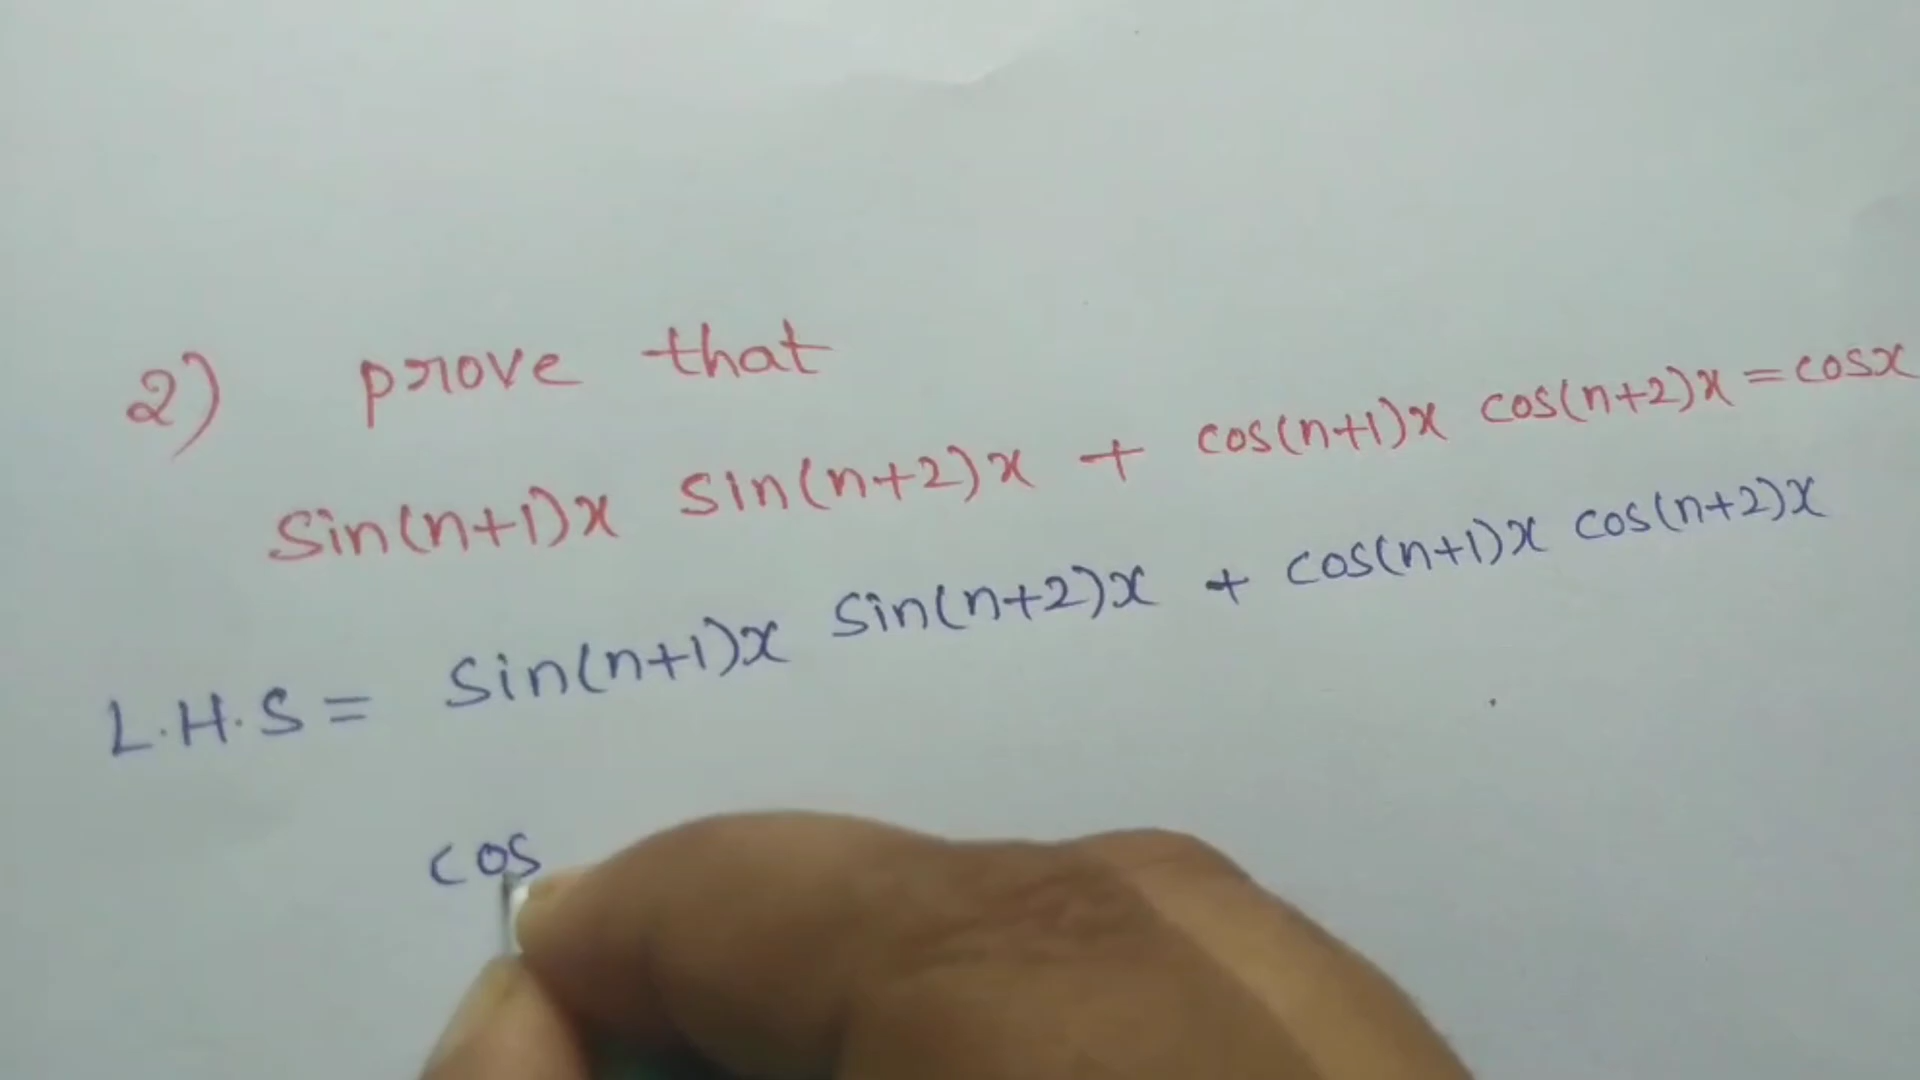 2) prove that
sin(n+1)x sin(n+2)x + cos(n+1)x cos(n+2)x = cosx
L.H.S = sin(n+1)x sin(n+2)x + cos(n+1)x cos(n+2)x
cos